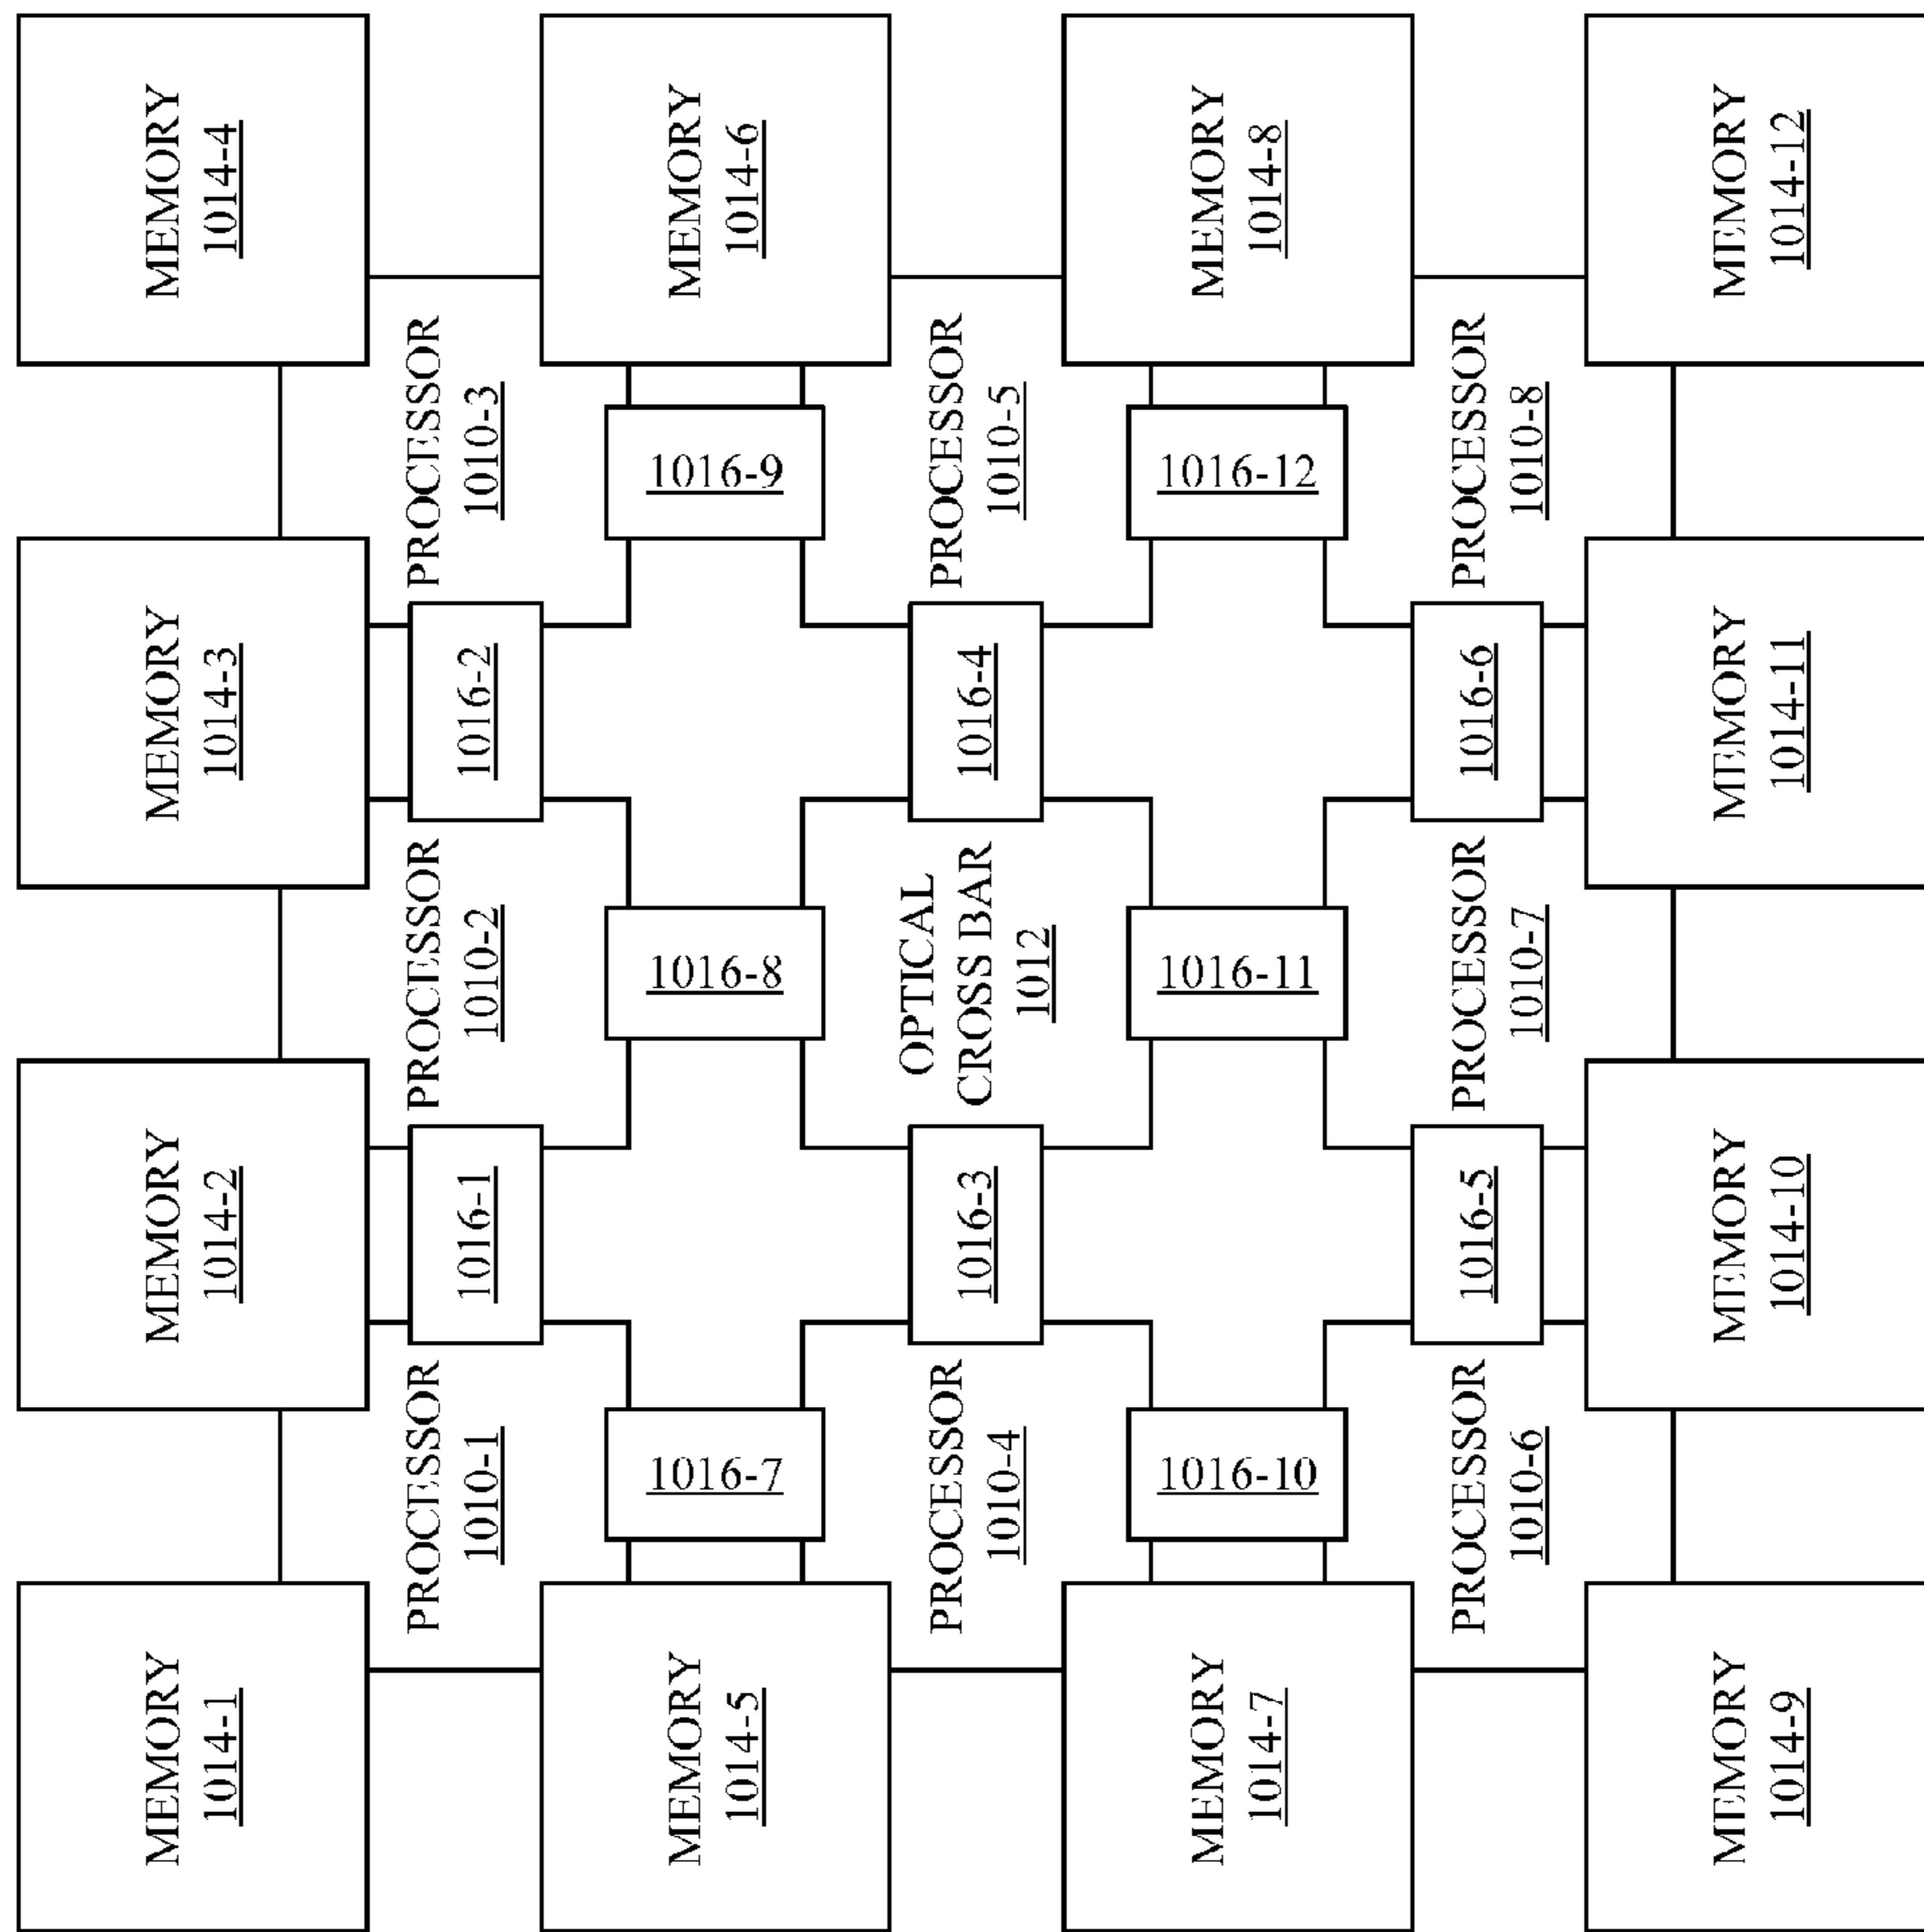 MEMORY
1014-1
MEMORY
1014-2
MEMORY
1014-3
MEMORY
1014-4
PROCESSOR
1010-1
1016-1
PROCESSOR
1010-2
1016-2
PROCESSOR
1010-3
MEMORY
1014-5
1016-7
1016-8
1016-9
MEMORY
1014-6
PROCESSOR
1010-4
1016-3
OPTICAL
CROSS BAR
1012
1016-4
PROCESSOR
1010-5
MEMORY
1014-7
1016-10
1016-11
1016-12
MEMORY
1014-8
PROCESSOR
1010-6
1016-5
PROCESSOR
1010-7
1016-6
PROCESSOR
1010-8
MEMORY
1014-9
MEMORY
1014-10
MEMORY
1014-11
MEMORY
1014-12